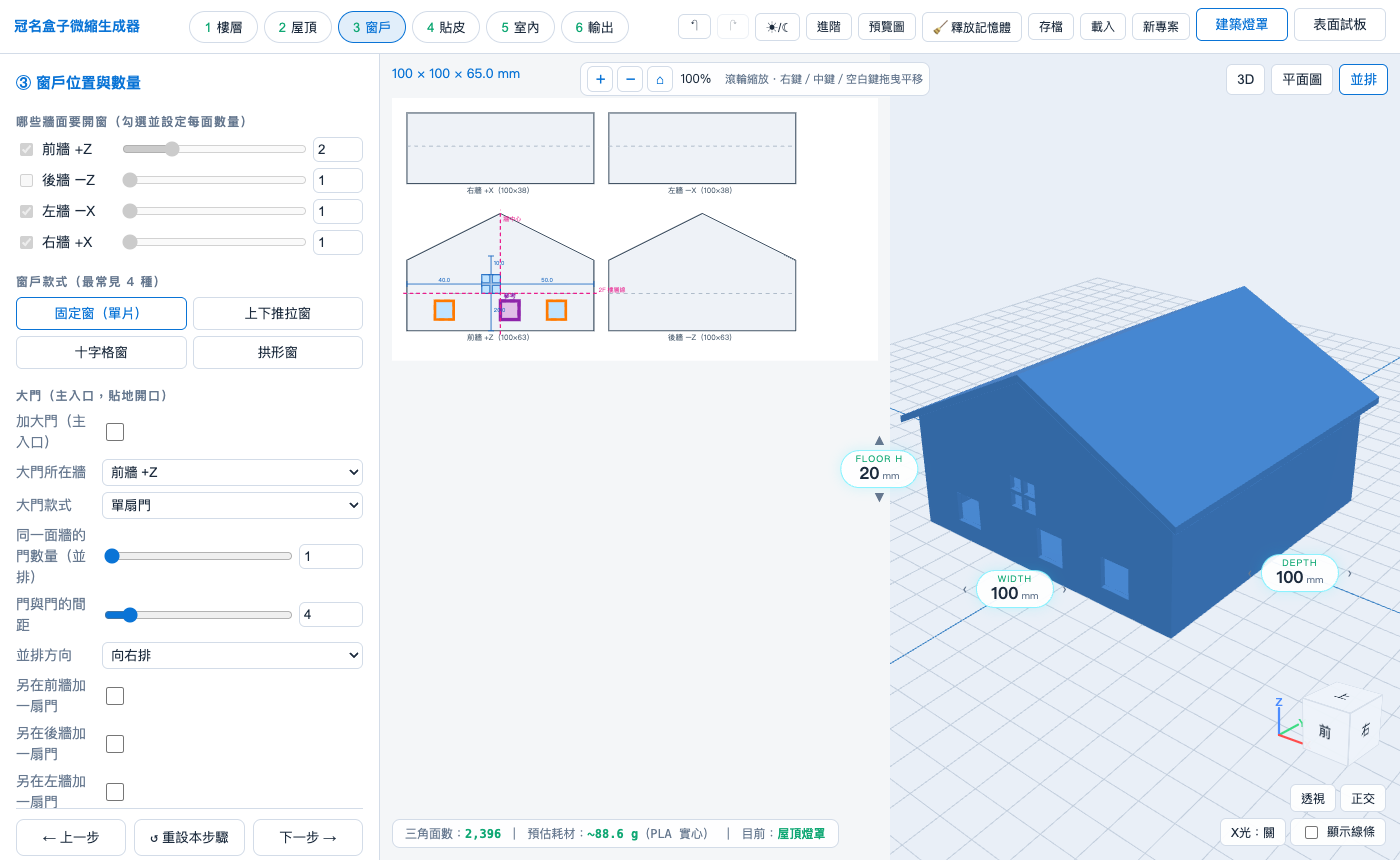 冠名盒子微縮生成器
1 樓層
2 屋頂
3 窗戶
4 貼皮
5 室內
6 輸出
↰
↱
☀/☾
進階
預覽圖
🧹 釋放記憶體
存檔
載入
新專案
建築燈罩
表面試板
③ 窗戶位置與數量
哪些牆面要開窗（勾選並設定每面數量）
前牆 +Z
2
後牆 −Z
1
左牆 −X
1
右牆 +X
1
窗戶款式（最常見 4 種）
固定窗（單片）
上下推拉窗
十字格窗
拱形窗
大門（主入口，貼地開口）
加大門（主
入口）
大門所在牆
前牆 +Z
大門款式
單扇門
同一面牆的
門數量（並
排）
1
門與門的間
距
4
並排方向
向右排
另在前牆加
一扇門
另在後牆加
一扇門
另在左牆加
一扇門
← 上一步
↺ 重設本步驟
下一步 →
100 × 100 × 65.0 mm
+
−
⌂
100%
滾輪縮放 · 右鍵 / 中鍵 / 空白鍵拖曳平移
3D
平面圖
並排
右牆 +X（100×38）
左牆 −X（100×38）
牆中心
10.0
40.0
50.0
2F 樓層線
前牆 +Z（100×63）
後牆 −Z（100×63）
▲
FLOOR H
20 mm
▼
‹
WIDTH
100 mm
›
DEPTH
100 mm
›
Z
Y
上
前
右
透視
正交
X光：關
顯示線條
三角面數：2,396 | 預估耗材：~88.6 g (PLA 實心) | 目前：屋頂燈罩